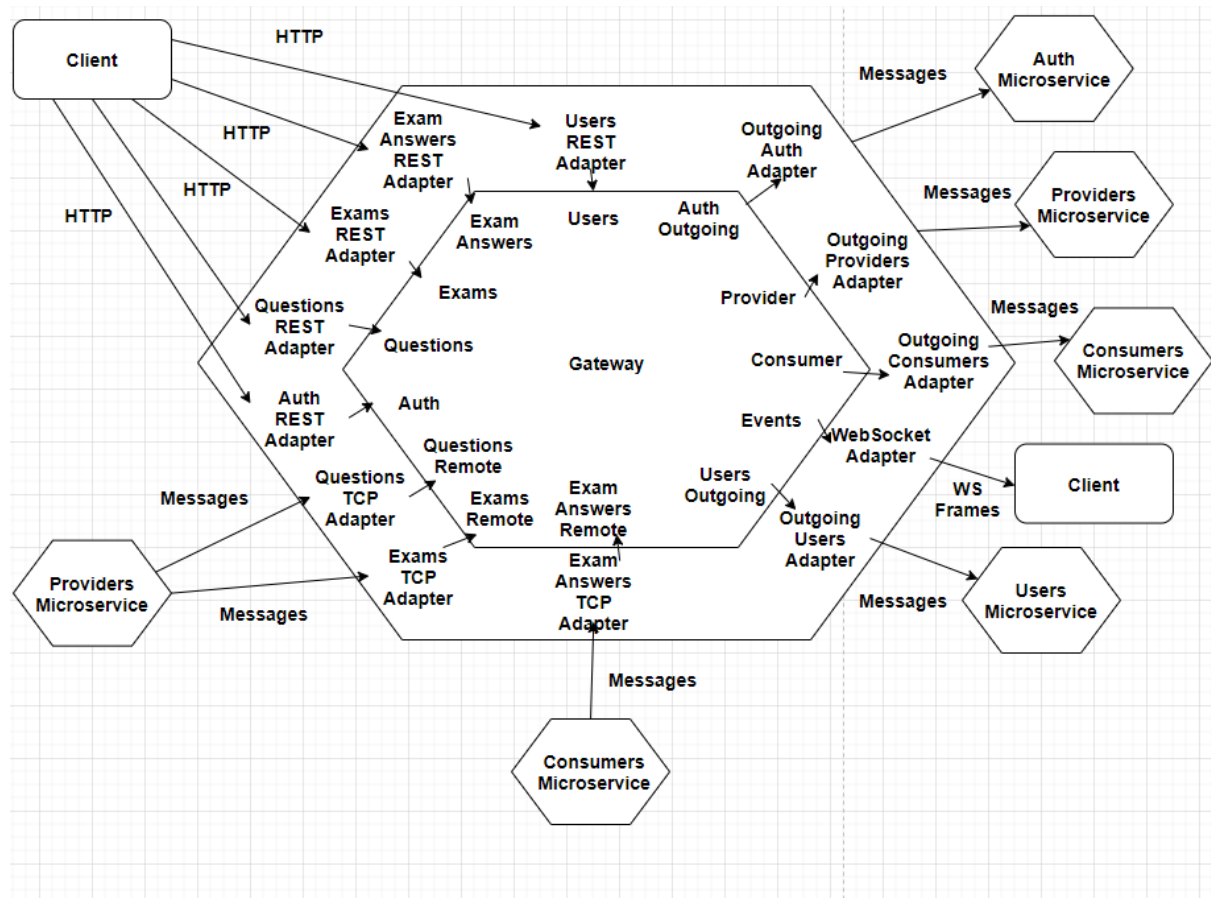 Client
HTTP
HTTP
HTTP
HTTP
HTTP
Exam
Answers
REST
Adapter
Users
REST
Adapter
Outgoing
Auth
Adapter
Messages
Auth
Microservice
Exams
REST
Adapter
Exam
Answers
Users
Auth
Outgoing
Messages
Providers
Microservice
Outgoing
Providers
Adapter
Questions
REST
Adapter
Exams
Provider
Messages
Questions
Gateway
Consumer
Outgoing
Consumers
Adapter
Consumers
Microservice
Auth
REST
Adapter
Auth
Events
WebSocket
Adapter
Questions
Remote
Questions
TCP
Adapter
Messages
Exams
Remote
Exam
Answers
Remote
Users
Outgoing
WS
Frames
Client
Outgoing
Users
Adapter
Providers
Microservice
Exams
TCP
Adapter
Exam
Answers
TCP
Adapter
Messages
Messages
Users
Microservice
Messages
Consumers
Microservice